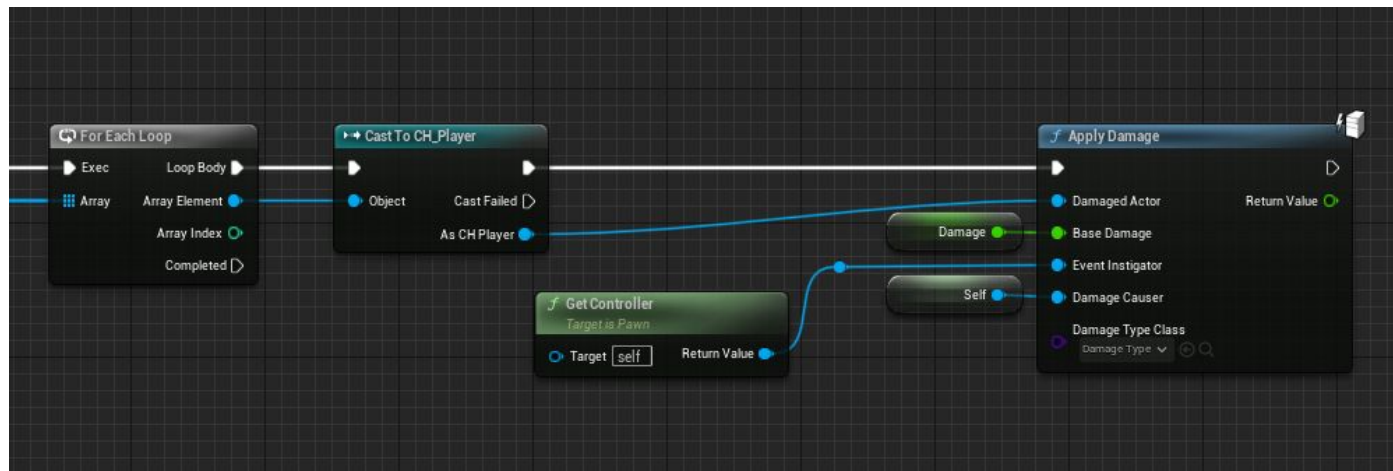 For Each Loop
Exec
Loop Body
Array
Array Element
Array Index
Completed
Cast To CH_Player
Object
Cast Failed
As CH Player
f Get Controller
Target is Pawn
Target
self
Return Value
Damage
Self
f Apply Damage
Damaged Actor
Return Value
Base Damage
Event Instigator
Damage Causer
Damage Type Class
Damage Type